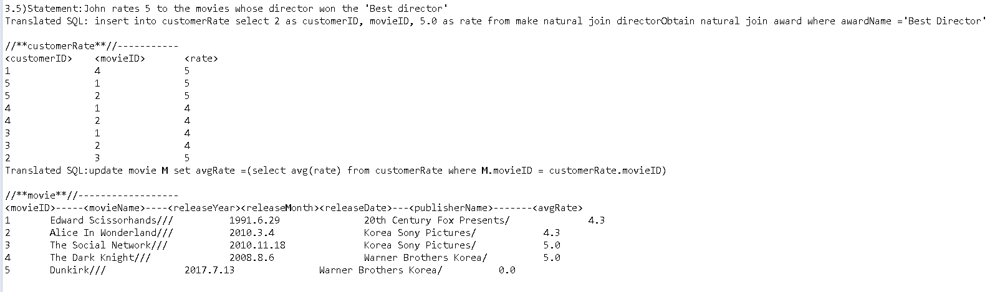 3.5)Statement:John rates 5 to the movies whose director won the 'Best director'
Translated SQL: insert into customerRate select 2 as customerID, movieID, 5.0 as rate from make natural join directorObtain natural join award where awardName ='Best Director'
//**customerRate**//-----------
<customerID> <movieID> <rate>
1 4 5
5 1 5
5 2 5
4 1 4
4 2 4
3 1 4
3 2 4
2 3 5
Translated SQL:update movie M set avgRate =(select avg(rate) from customerRate where M.movieID = customerRate.movieID)
//**movie**//------------------
<movieID>-----<movieName>----<releaseYear><releaseMonth><releaseDate>---<publisherName>-------<avgRate>
1 Edward Scissorhands/// 1991.6.29 20th Century Fox Presents/ 4.3
2 Alice In Wonderland/// 2010.3.4 Korea Sony Pictures/ 4.3
3 The Social Network/// 2010.11.18 Korea Sony Pictures/ 5.0
4 The Dark Knight/// 2008.8.6 Warner Brothers Korea/ 5.0
5 Dunkirk/// 2017.7.13 Warner Brothers Korea/ 0.0